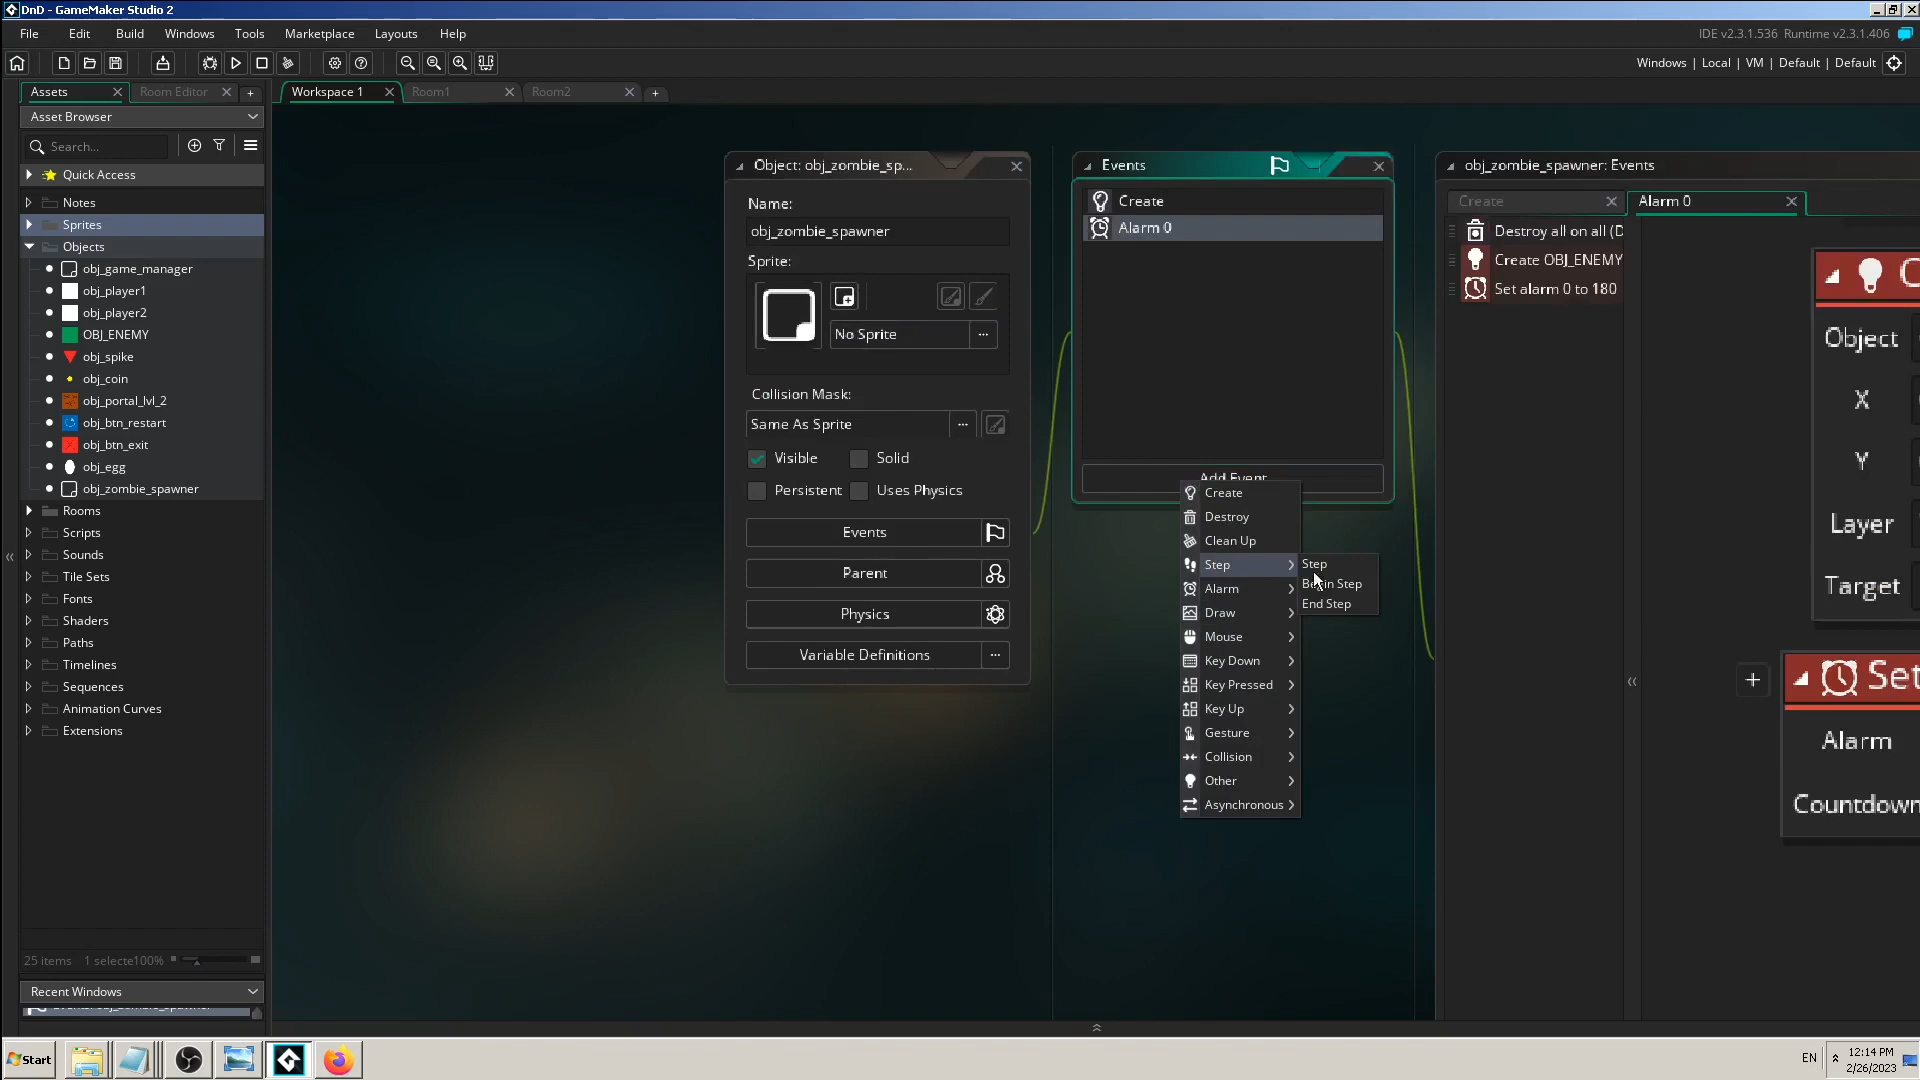 DnD - GameMaker Studio 2
File Edit Build Windows Tools Marketplace Layouts Help
IDE v2.3.1.536 Runtime v2.3.1.406
Windows | Local | VM | Default | Default
Assets
Room Editor
Workspace 1
Room1
Room2
Asset Browser
Search...
Quick Access
Notes
Sprites
Objects
obj_game_manager
obj_player1
obj_player2
OBJ_ENEMY
obj_spike
obj_coin
obj_portal_lvl_2
obj_btn_restart
obj_btn_exit
obj_egg
obj_zombie_spawner
Rooms
Scripts
Sounds
Tile Sets
Fonts
Shaders
Paths
Timelines
Sequences
Animation Curves
Extensions
25 items 1 selecte100%
Recent Windows
Object: obj_zombie_sp...
Name:
obj_zombie_spawner
Sprite:
No Sprite
Collision Mask:
Same As Sprite
Visible
Solid
Persistent
Uses Physics
Events
Parent
Physics
Variable Definitions
Events
Create
Alarm 0
Add Event
Create
Destroy
Clean Up
Step
Alarm
Draw
Mouse
Key Down
Key Pressed
Key Up
Gesture
Collision
Other
Asynchronous
Step
Begin Step
End Step
obj_zombie_spawner: Events
Create
Alarm 0
Destroy all on all (D
Create OBJ_ENEMY
Set alarm 0 to 180
C
Object
X
Y
Layer
Target
Set
Alarm
Countdown
Start
EN
12:14 PM
2/26/2023